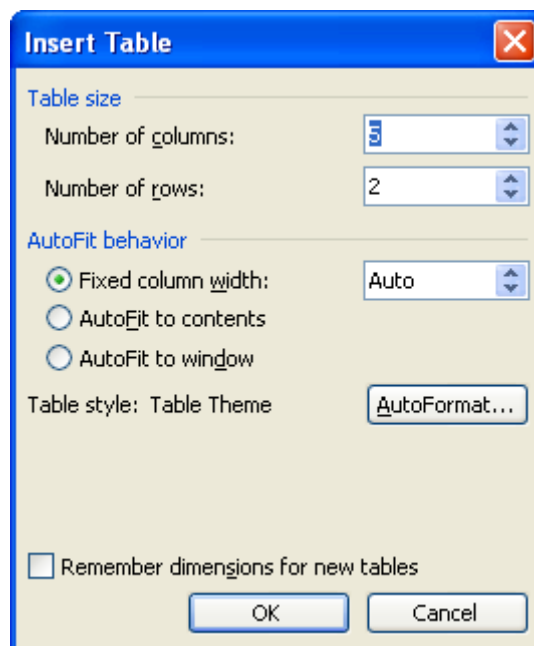 Insert Table
Table size
Number of columns: 5
Number of rows: 2
AutoFit behavior
Fixed column width: Auto
AutoFit to contents
AutoFit to window
Table style: Table Theme AutoFormat...
Remember dimensions for new tables
OK Cancel